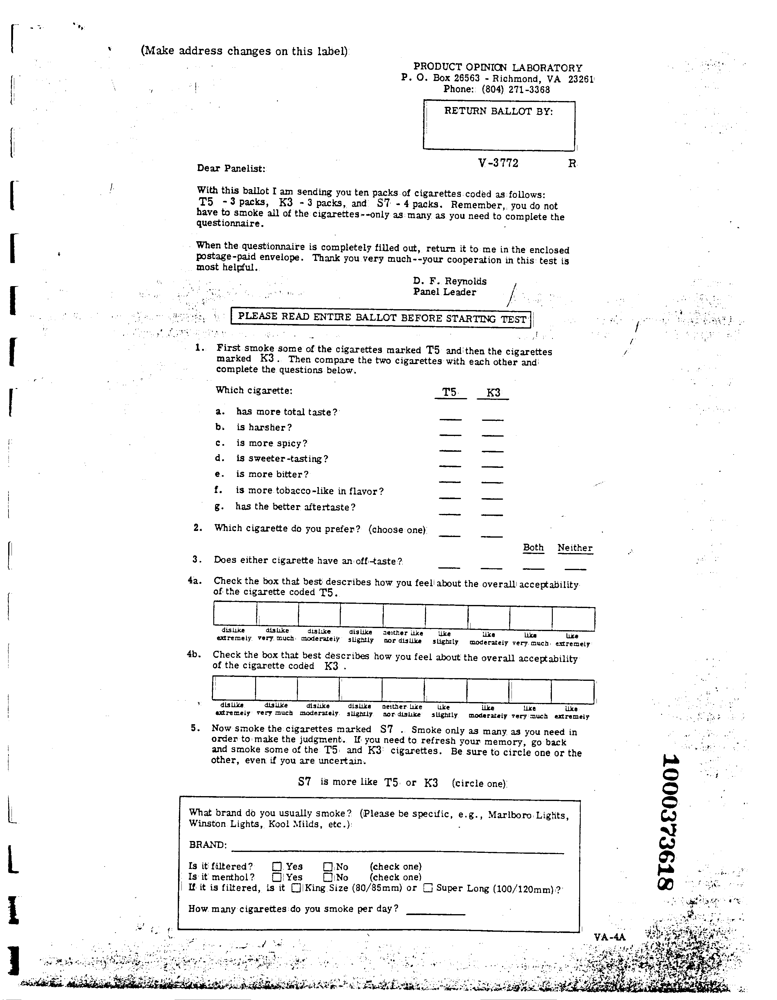 (Make address changes on this label)
PRODUCT OPINION LABORATORY
P. O. Box 26563 - Richmond, VA 23261
Phone: (804) 271-3368
RETURN BALLOT BY:
V-3772 R
Dear Panelist:
With this ballot I am sending you ten packs of cigarettes coded as follows:
T5 - 3 packs, K3 - 3 packs, and S7 - 4 packs. Remember, you do not
have to smoke all of the cigarettes--only as many as you need to complete the
questionnaire.
When the questionnaire is completely filled out, return it to me in the enclosed
postage-paid envelope. Thank you very much--your cooperation in this test is
most helpful.
D. F. Reynolds
Panel Leader
PLEASE READ ENTIRE BALLOT BEFORE STARTING TEST
1. First smoke some of the cigarettes marked T5 and then the cigarettes
marked K3. Then compare the two cigarettes with each other and
complete the questions below.
Which cigarette: T5 K3
a. has more total taste?
b. is harsher?
c. is more spicy?
d. is sweeter-tasting?
e. is more bitter?
f. is more tobacco-like in flavor?
g. has the better aftertaste?
2. Which cigarette do you prefer? (choose one)
Both Neither
3. Does either cigarette have an off-taste?
4a. Check the box that best describes how you feel about the overall acceptability
of the cigarette coded T5.
dislike extremely dislike very much dislike moderately dislike slightly neither like nor dislike like slightly like moderately like very much like extremely
4b. Check the box that best describes how you feel about the overall acceptability
of the cigarette coded K3 .
dislike extremely dislike very much dislike moderately dislike slightly neither like nor dislike like slightly like moderately like very much like extremely
5. Now smoke the cigarettes marked S7 . Smoke only as many as you need in
order to make the judgment. If you need to refresh your memory, go back
and smoke some of the T5 and K3 cigarettes. Be sure to circle one or the
other, even if you are uncertain.
S7 is more like T5 or K3 (circle one)
What brand do you usually smoke? (Please be specific, e.g., Marlboro Lights,
Winston Lights, Kool Milds, etc.)
BRAND:
Is it filtered? Yes No (check one)
Is it menthol? Yes No (check one)
If it is filtered, is it King Size (80/85mm) or Super Long (100/120mm)?
How many cigarettes do you smoke per day?
VA-4A
1000373618